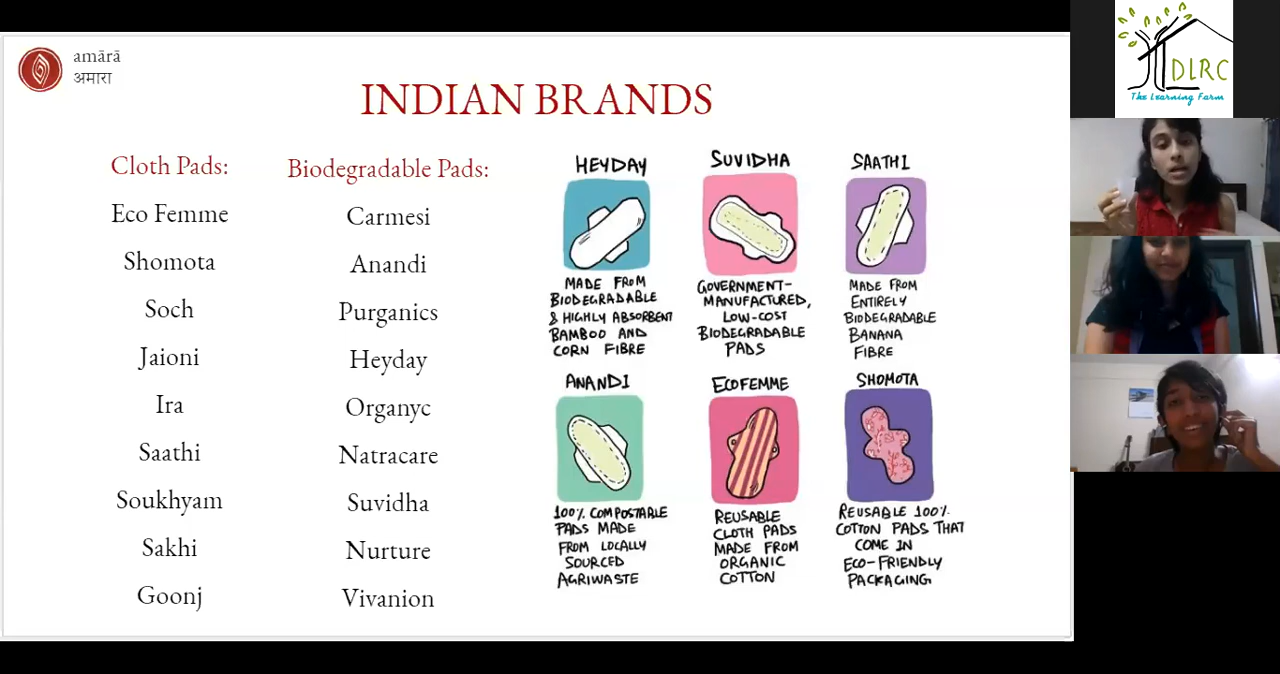 amārā
अमारा
INDIAN BRANDS
Cloth Pads:
Eco Femme
Shomota
Soch
Jaioni
Ira
Saathi
Soukhyam
Sakhi
Goonj
Biodegradable Pads:
Carmesi
Anandi
Purganics
Heyday
Organyc
Natracare
Suvidha
Nurture
Vivanion
HEYDAY
MADE FROM
BIODEGRADABLE
& HIGHLY ABSORBENT
BAMBOO AND
CORN FIBRE
SUVIDHA
GOVERNMENT-
MANUFACTURED,
LOW-COST
BIODEGRADABLE
PADS
SAATHI
MADE FROM
ENTIRELY
BIODEGRADABLE
BANANA
FIBRE
ANANDI
100% COMPOSTABLE
PADS MADE
FROM LOCALLY
SOURCED
AGRIWASTE
ECOFEMME
REUSABLE
CLOTH PADS
MADE FROM
ORGANIC
COTTON
SHOMOTA
REUSABLE 100%
COTTON PADS THAT
COME IN
ECO-FRIENDLY
PACKAGING
DLRC
The Learning Farm